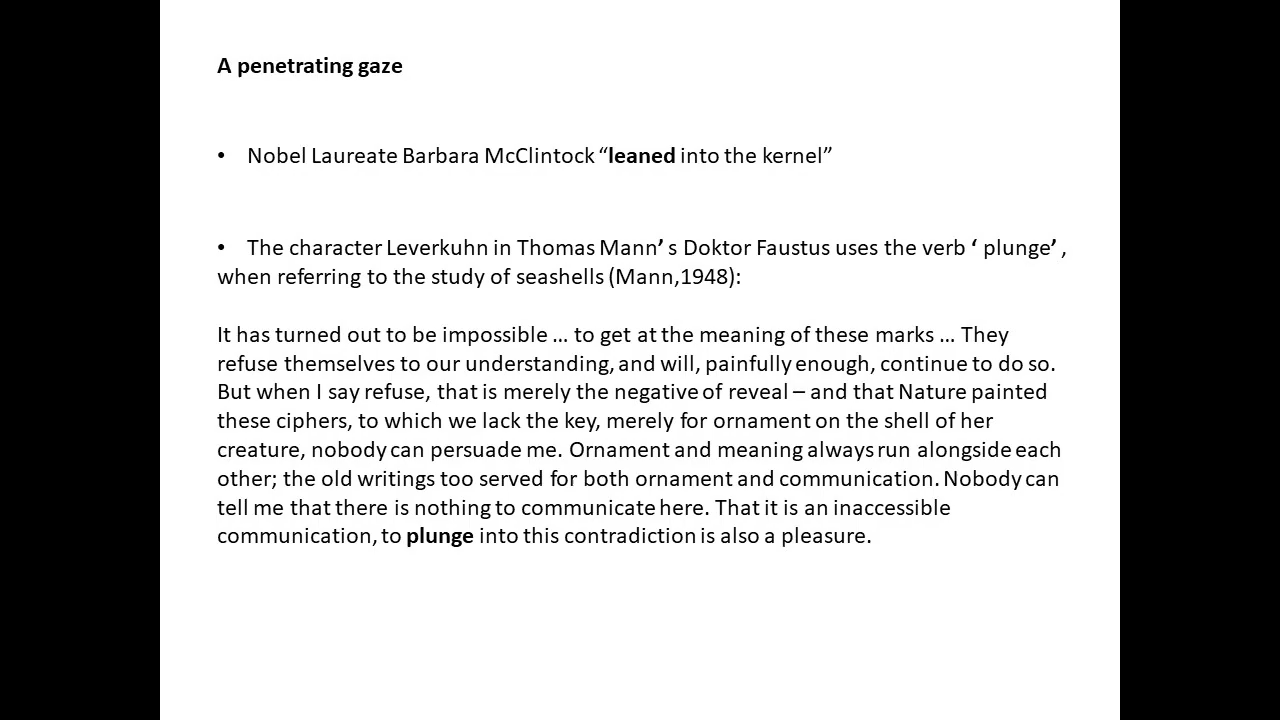 A penetrating gaze
• Nobel Laureate Barbara McClintock “leaned into the kernel”
• The character Leverkuhn in Thomas Mann’ s Doktor Faustus uses the verb ‘ plunge’ ,
when referring to the study of seashells (Mann,1948):
It has turned out to be impossible … to get at the meaning of these marks … They
refuse themselves to our understanding, and will, painfully enough, continue to do so.
But when I say refuse, that is merely the negative of reveal – and that Nature painted
these ciphers, to which we lack the key, merely for ornament on the shell of her
creature, nobody can persuade me. Ornament and meaning always run alongside each
other; the old writings too served for both ornament and communication. Nobody can
tell me that there is nothing to communicate here. That it is an inaccessible
communication, to plunge into this contradiction is also a pleasure.